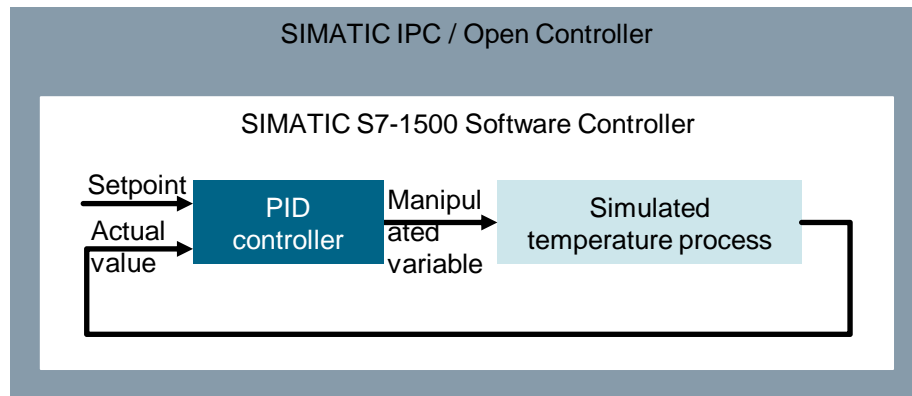 SIMATIC IPC / Open Controller
SIMATIC S7-1500 Software Controller
Setpoint
Actual
value
PID
controller
Manipul
ated
variable
Simulated
temperature process